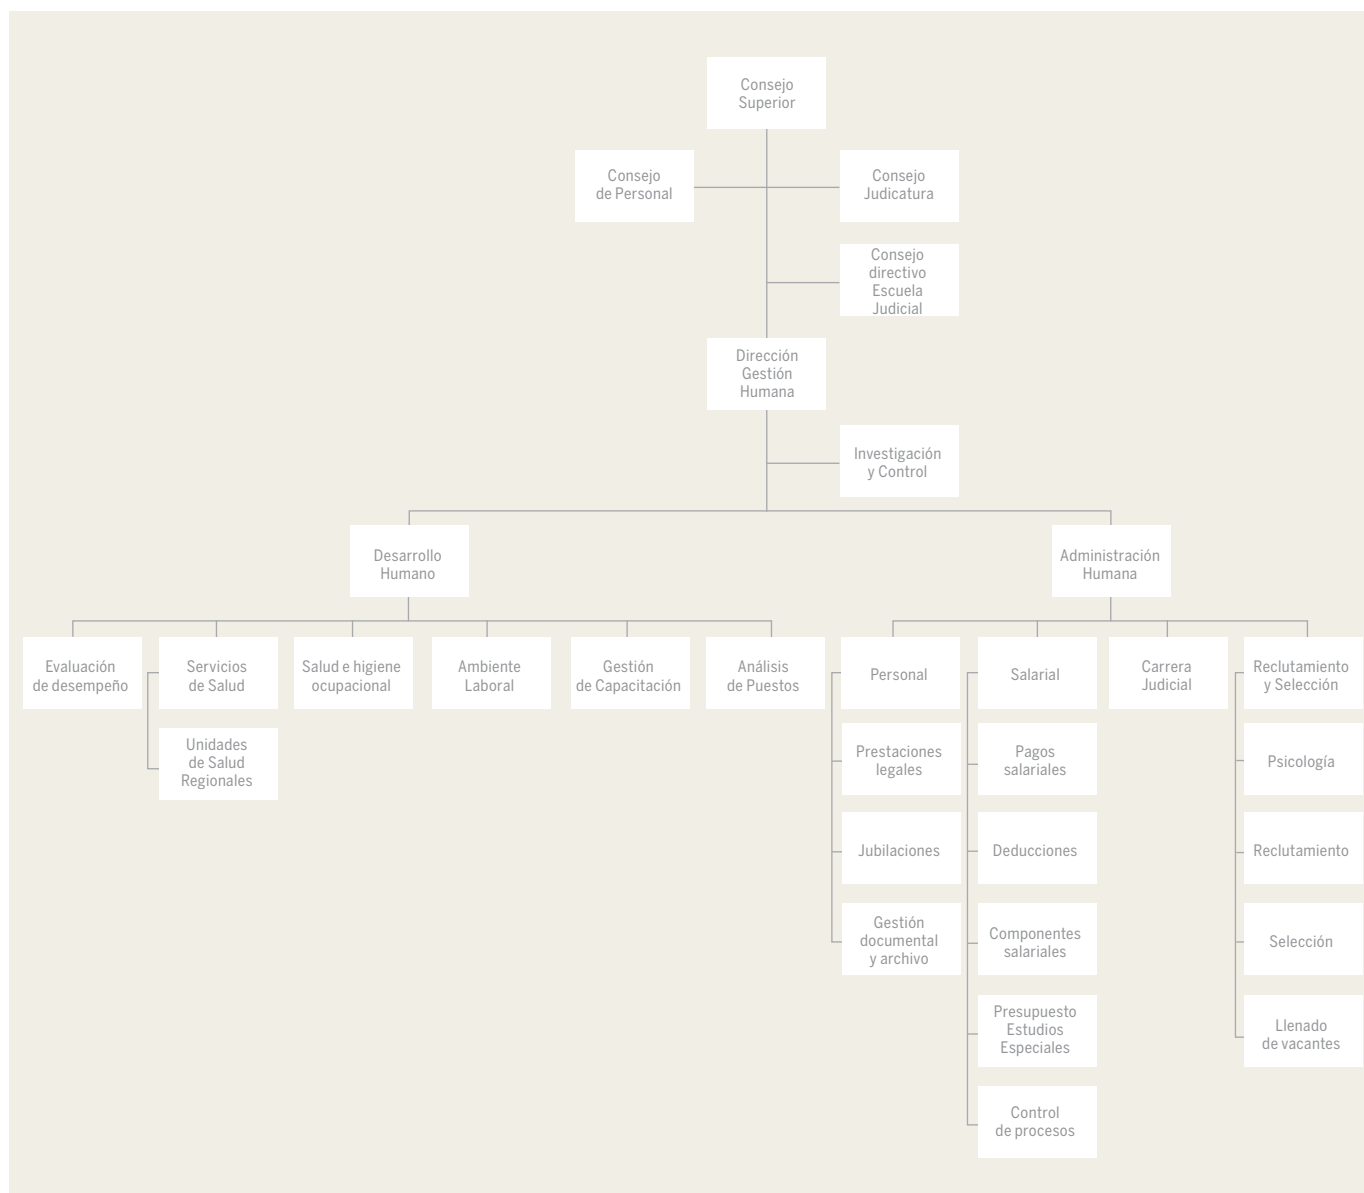 Consejo
Superior
Consejo
de Personal
Consejo
Judicatura
Consejo
directivo
Escuela
Judicial
Dirección
Gestión
Humana
Investigación
y Control
Desarrollo
Humano
Administración
Humana
Evaluación
de desempeño
Servicios
de Salud
Salud e higiene
ocupacional
Ambiente
Laboral
Gestión
de Capacitación
Análisis
de Puestos
Personal
Salarial
Carrera
Judicial
Reclutamiento
y Selección
Unidades
de Salud
Regionales
Prestaciones
legales
Pagos
salariales
Psicología
Jubilaciones
Deducciones
Reclutamiento
Gestión
documental
y archivo
Componentes
salariales
Selección
Presupuesto
Estudios
Especiales
Llenado
de vacantes
Control
de procesos